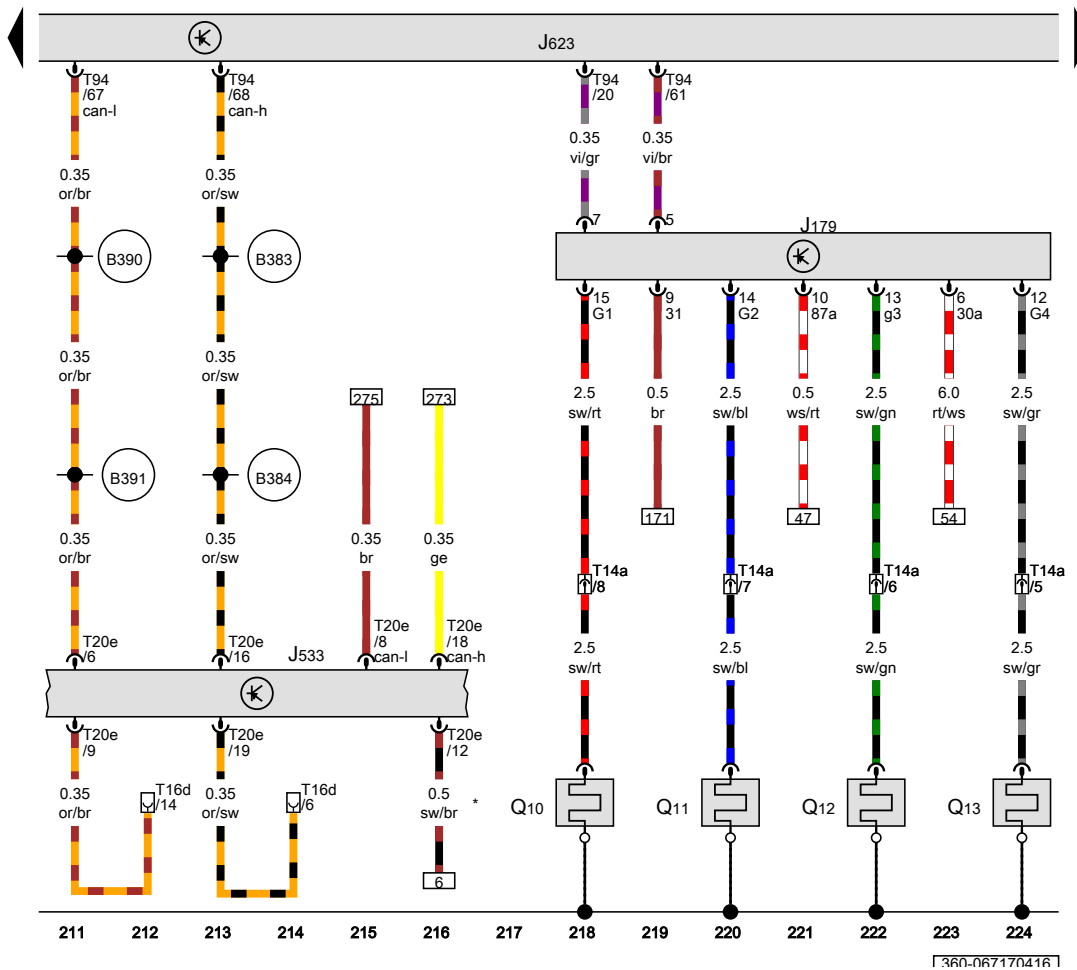 J623
T94
/67
can-l
T94
/68
can-h
T94
/20
T94
/61
0.35
vi/gr
0.35
vi/br
0.35
or/br
0.35
or/sw
7
5
J179
B390
B383
15
G1
9
31
14
G2
10
87a
13
g3
6
30a
12
G4
0.35
or/br
0.35
or/sw
275
273
2.5
sw/rt
0.5
br
2.5
sw/bl
0.5
ws/rt
2.5
sw/gn
6.0
rt/ws
2.5
sw/gr
B391
B384
171
47
54
0.35
or/br
0.35
or/sw
0.35
br
0.35
ge
T14a
/8
T14a
/7
T14a
/6
T14a
/5
T20e
/6
T20e
/16
J533
T20e
/8
can-l
T20e
/18
can-h
2.5
sw/rt
2.5
sw/bl
2.5
sw/gn
2.5
sw/gr
T20e
/9
T20e
/19
T20e
/12
0.35
or/br
T16d
/14
0.35
or/sw
T16d
/6
0.5
sw/br
*
Q10
Q11
Q12
Q13
6
211 212 213 214 215 216 217 218 219 220 221 222 223 224
360-067170416